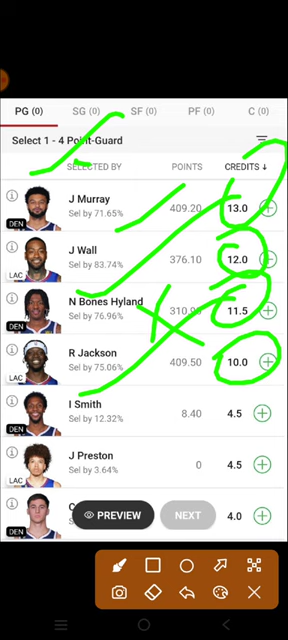 PG (0) SG (0) SF (0) PF (0) C (0)
Select 1 - 4 Point-Guard
SELECTED BY POINTS CREDITS ↓
J Murray
Sel by 71.65% 409.20 13.0
DEN
J Wall
Sel by 83.74% 376.10 12.0
LAC
N Bones Hyland
Sel by 76.96% 11.5
DEN
R Jackson
Sel by 75.06% 409.50 10.0
LAC
I Smith
Sel by 12.32% 8.40 4.5
DEN
J Preston
Sel by 3.64% 0 4.5
LAC
4.0
DEN
PREVIEW NEXT